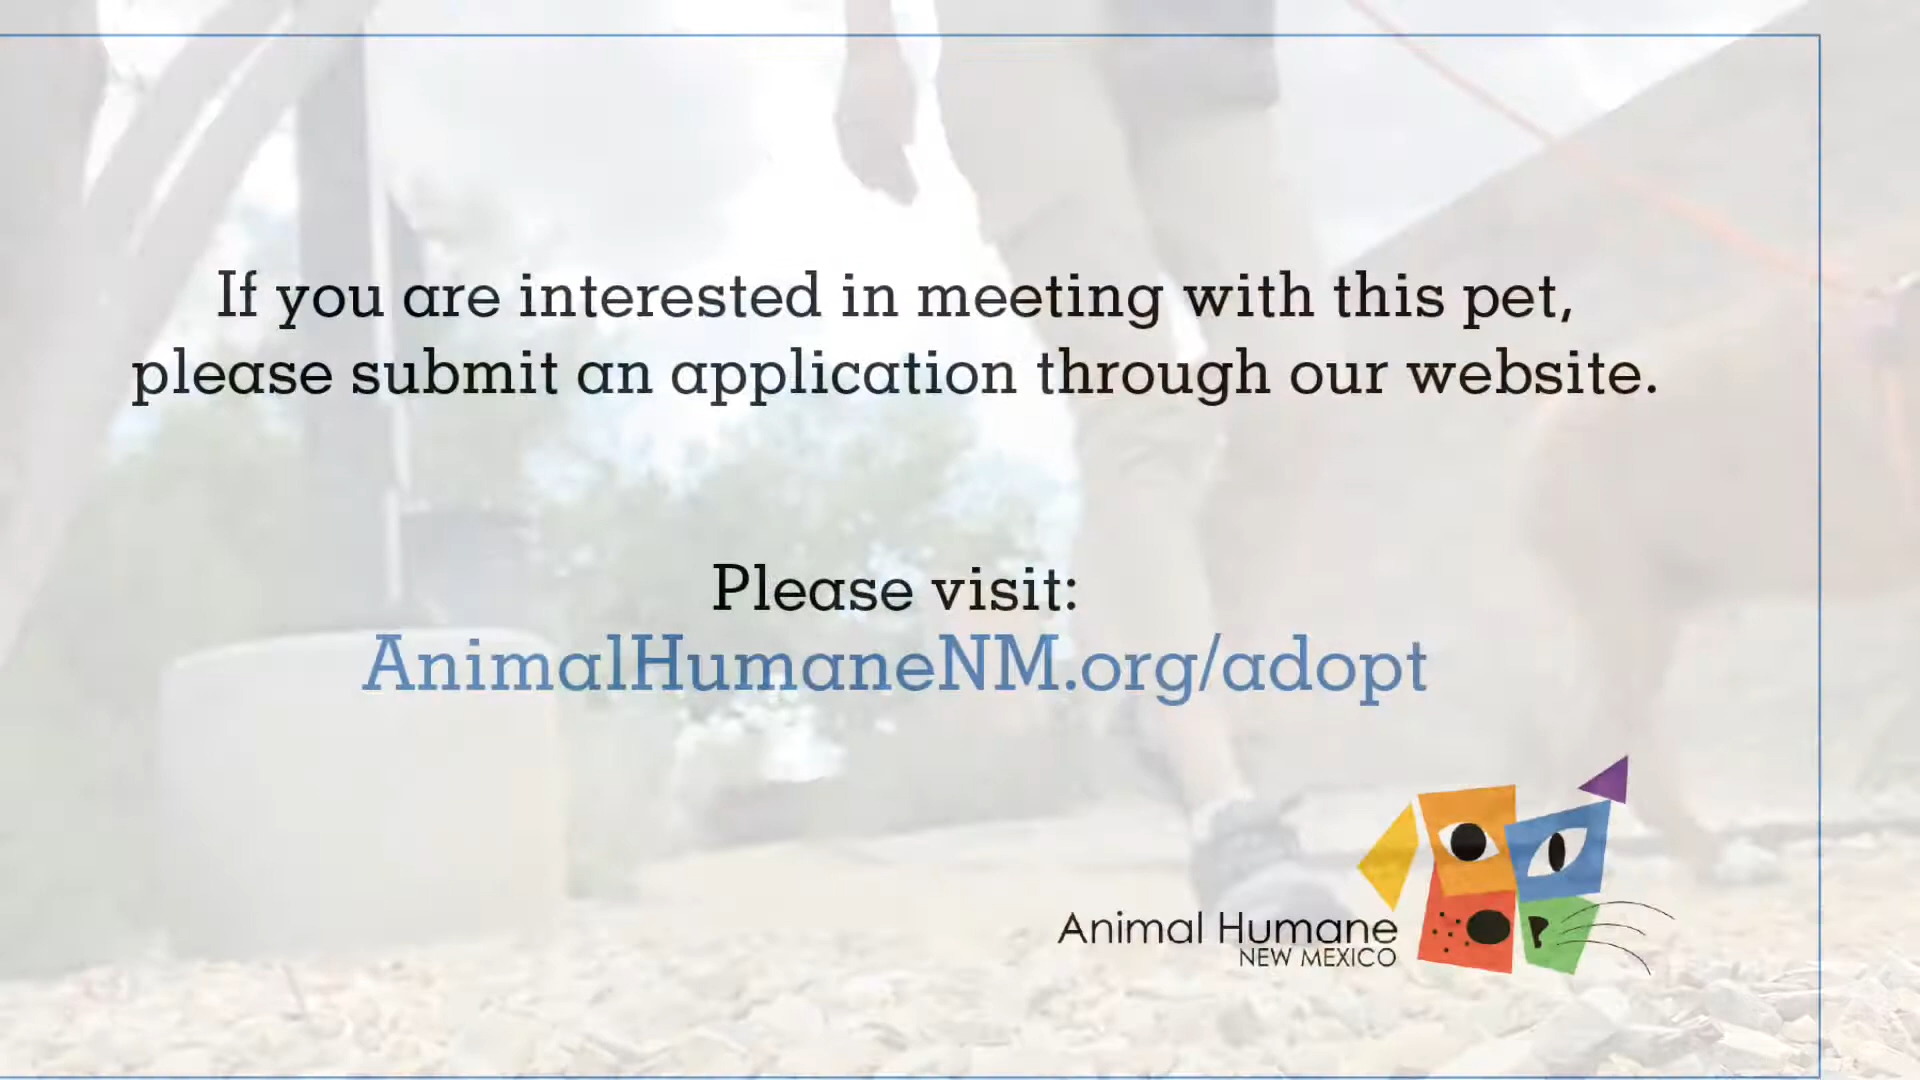 If you are interested in meeting with this pet,
please submit an application through our website.
Please visit:
AnimalHumaneNM.org/adopt
Animal Humane
NEW MEXICO